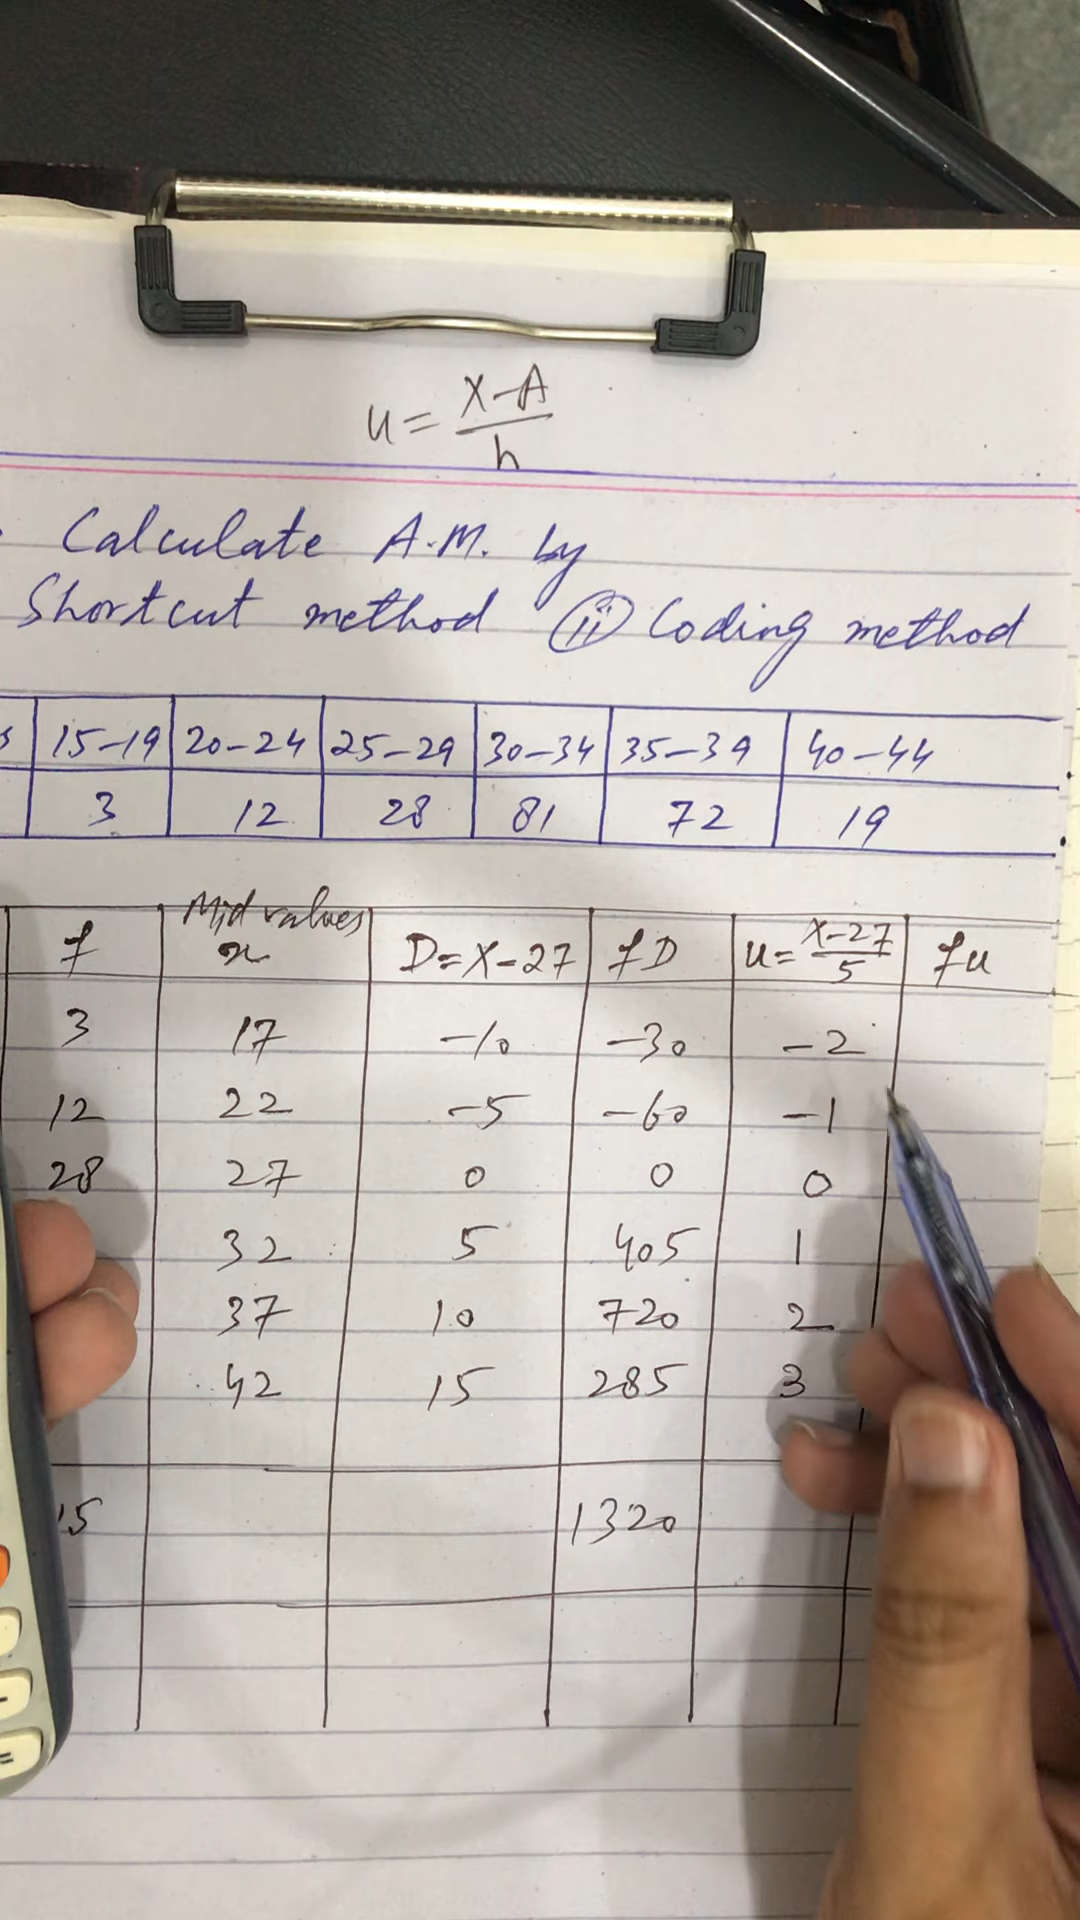 u = X-A
h
Calculate A.M. by
Shortcut method (ii) Coding method
s 15-19 20-24 25-29 30-34 35-39 40-44
3 12 28 81 72 19
f Mid values x D=X-27 fD u=X-27/5 fu
3 17 -10 -30 -2
12 22 -5 -60 -1
28 27 0 0 0
32 5 405 1
37 10 720 2
42 15 285 3
15 1320
-
=